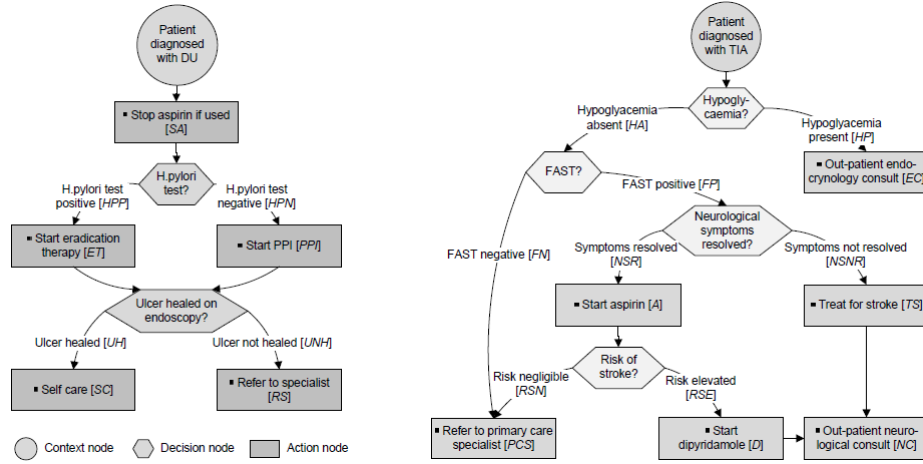 Patient
diagnosed
with DU
▪ Stop aspirin if used
[SA]
H.pylori
test?
H.pylori test
positive [HPP]
H.pylori test
negative [HPN]
▪ Start eradication
therapy [ET]
▪ Start PPI [PPI]
Ulcer healed on
endoscopy?
Ulcer healed [UH]
Ulcer not healed [UNH]
▪ Self care [SC]
▪ Refer to specialist
[RS]
Context node
Decision node
Action node
Patient
diagnosed
with TIA
Hypogly-
caemia?
Hypoglyacemia
absent [HA]
Hypoglyacemia
present [HP]
▪ Out-patient endo-
crynology consult [EC]
FAST?
FAST positive [FP]
FAST negative [FN]
Neurological
symptoms
resolved?
Symptoms resolved
[NSR]
Symptoms not resolved
[NSNR]
▪ Start aspirin [A]
▪ Treat for stroke [TS]
Risk of
stroke?
Risk negligible
[RSN]
Risk elevated
[RSE]
▪ Refer to primary care
specialist [PCS]
▪ Start
dipyridamole [D]
▪ Out-patient neuro-
logical consult [NC]